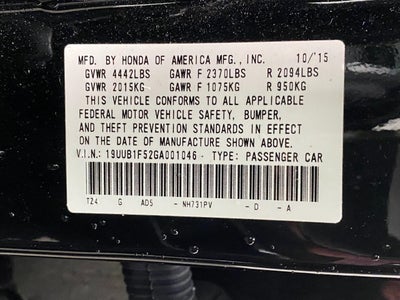 MFD. BY HONDA OF AMERICA MFG., INC. 10/'15
GVWR 4442LBS GAWR F 2370LBS R 2094LBS
GVWR 2015KG GAWR F 1075KG R 950KG
THIS VEHICLE CONFORMS TO ALL APPLICABLE
FEDERAL MOTOR VEHICLE SAFETY, BUMPER,
AND THEFT PREVENTION STANDARDS IN EFFECT
ON THE DATE OF MANUFACTURE SHOWN ABOVE.
V.I.N.: 19UUB1F52GA001046 TYPE: PASSENGER CAR
TZ4 G AD5 - NH731PV - D - A